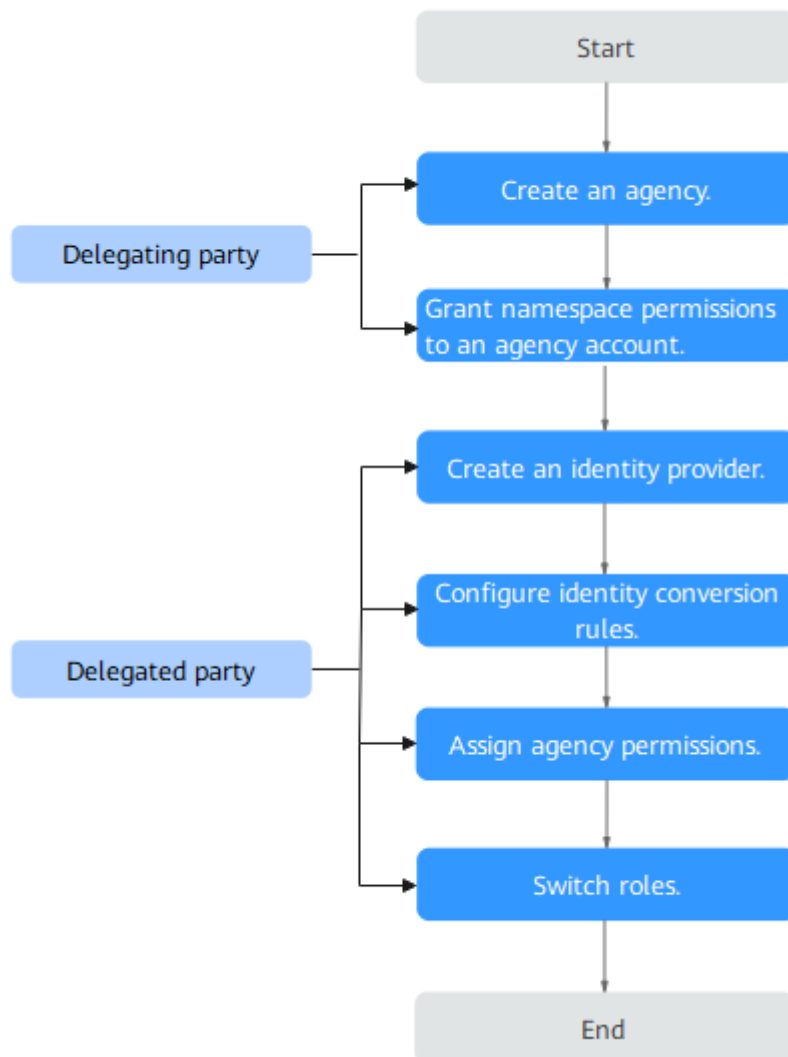 Start
Create an agency.
Delegating party
Grant namespace permissions
to an agency account.
Create an identity provider.
Configure identity conversion
rules.
Delegated party
Assign agency permissions.
Switch roles.
End